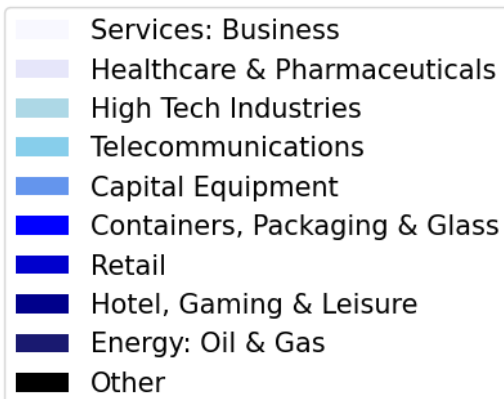 Services: Business
Healthcare & Pharmaceuticals
High Tech Industries
Telecommunications
Capital Equipment
Containers, Packaging & Glass
Retail
Hotel, Gaming & Leisure
Energy: Oil & Gas
Other